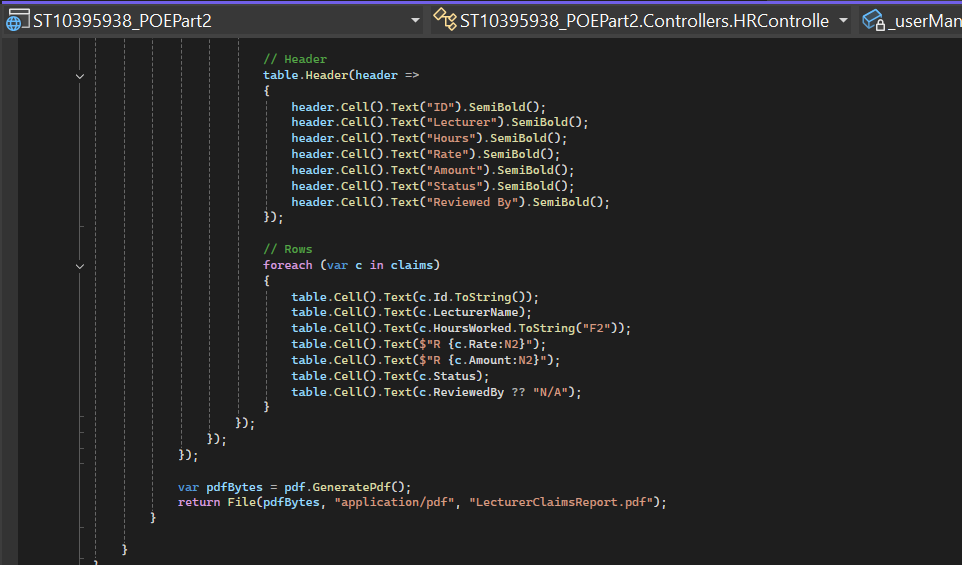 ST10395938_POEPart2 ST10395938_POEPart2.Controllers.HRControlle _userMan
// Header
table.Header(header =>
{
header.Cell().Text("ID").SemiBold();
header.Cell().Text("Lecturer").SemiBold();
header.Cell().Text("Hours").SemiBold();
header.Cell().Text("Rate").SemiBold();
header.Cell().Text("Amount").SemiBold();
header.Cell().Text("Status").SemiBold();
header.Cell().Text("Reviewed By").SemiBold();
});
// Rows
foreach (var c in claims)
{
table.Cell().Text(c.Id.ToString());
table.Cell().Text(c.LecturerName);
table.Cell().Text(c.HoursWorked.ToString("F2"));
table.Cell().Text($"R {c.Rate:N2}");
table.Cell().Text($"R {c.Amount:N2}");
table.Cell().Text(c.Status);
table.Cell().Text(c.ReviewedBy ?? "N/A");
}
});
});
});
var pdfBytes = pdf.GeneratePdf();
return File(pdfBytes, "application/pdf", "LecturerClaimsReport.pdf");
}
}